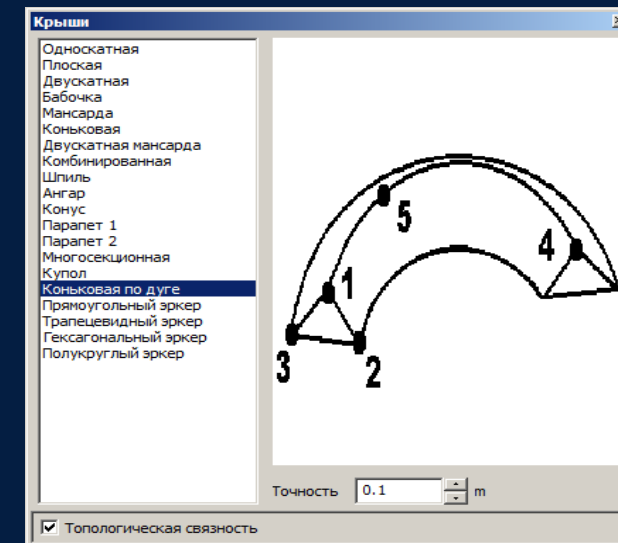 Крыши
Односкатная
Плоская
Двускатная
Бабочка
Мансарда
Коньковая
Двускатная мансарда
Комбинированная
Шпиль
Ангар
Конус
Парапет 1
Парапет 2
Многосекционная
Купол
Коньковая по дуге
Прямоугольный эркер
Трапецевидный эркер
Гексагональный эркер
Полукруглый эркер
5
4
1
3
2
Точность 0.1 m
Топологическая связность